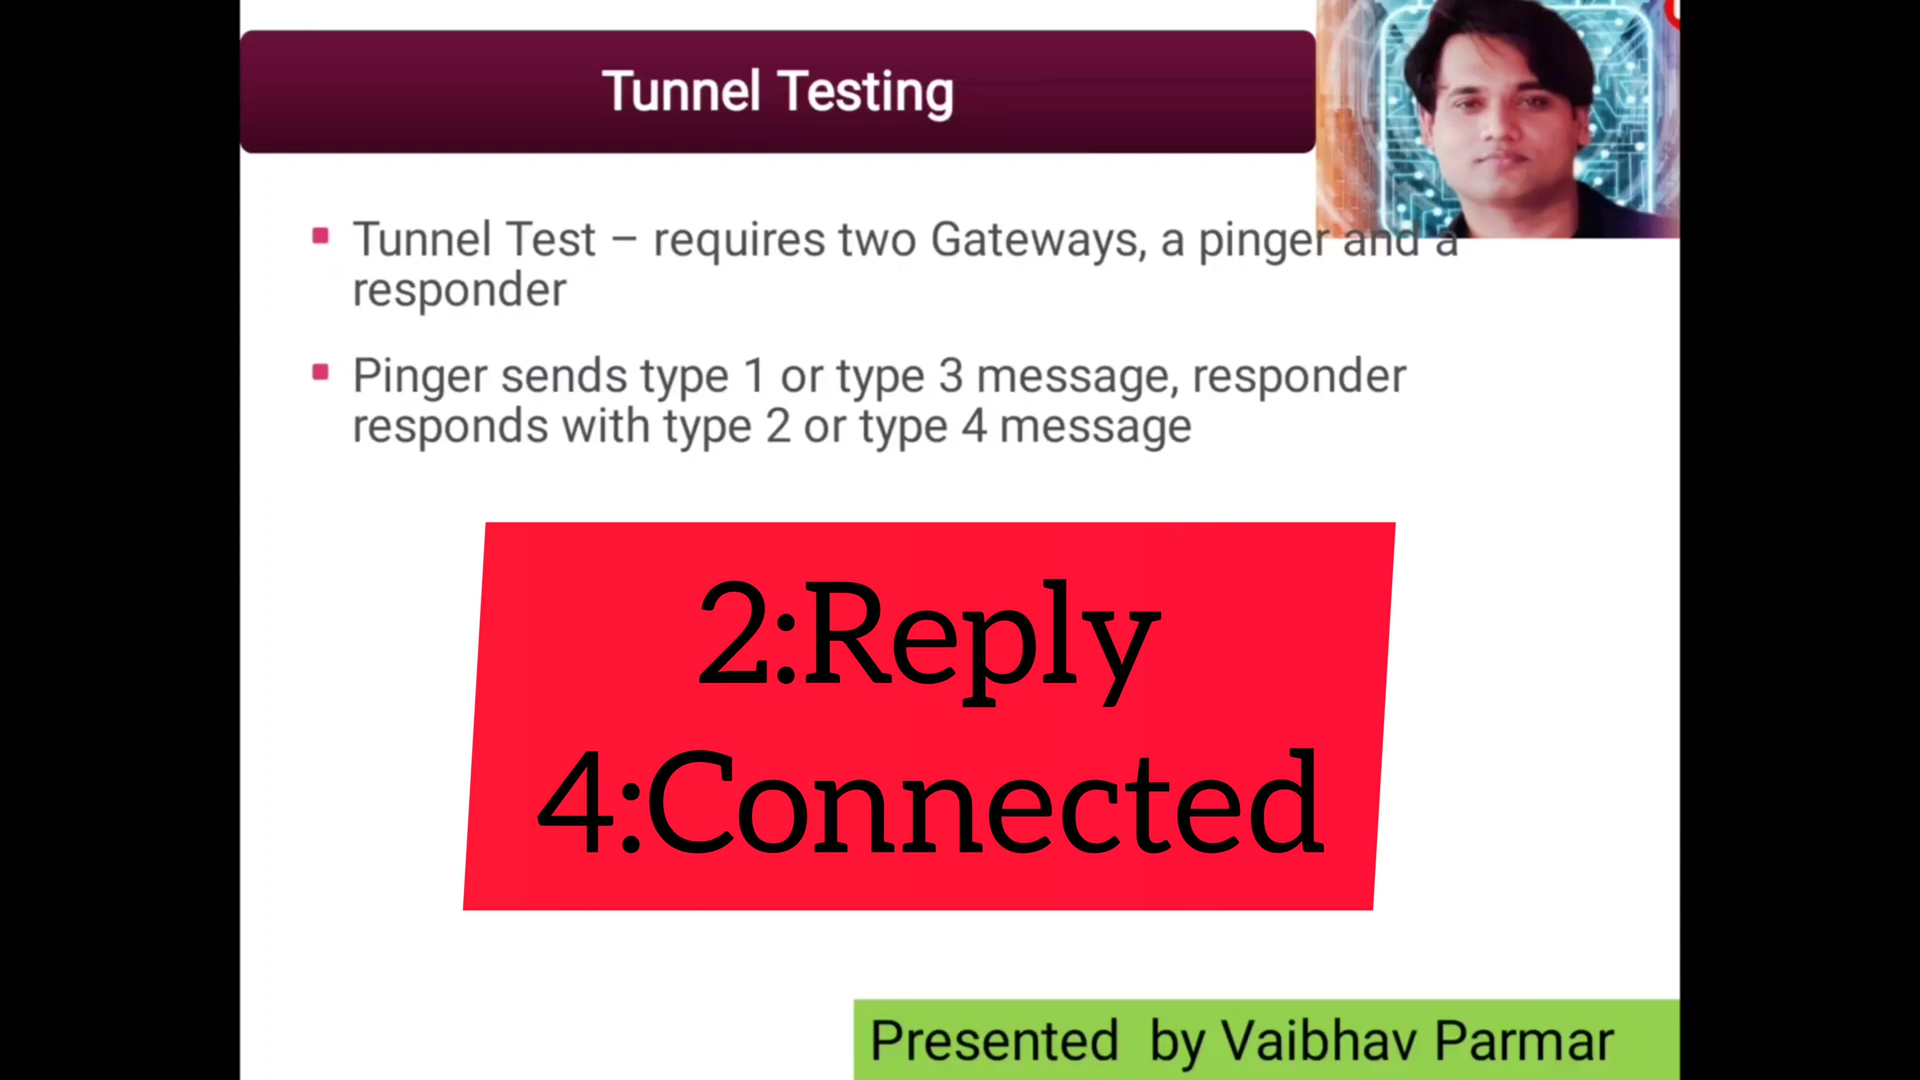 Tunnel Testing
Tunnel Test – requires two Gateways, a pinger and a
responder
Pinger sends type 1 or type 3 message, responder
responds with type 2 or type 4 message
2:Reply
4:Connected
Presented by Vaibhav Parmar